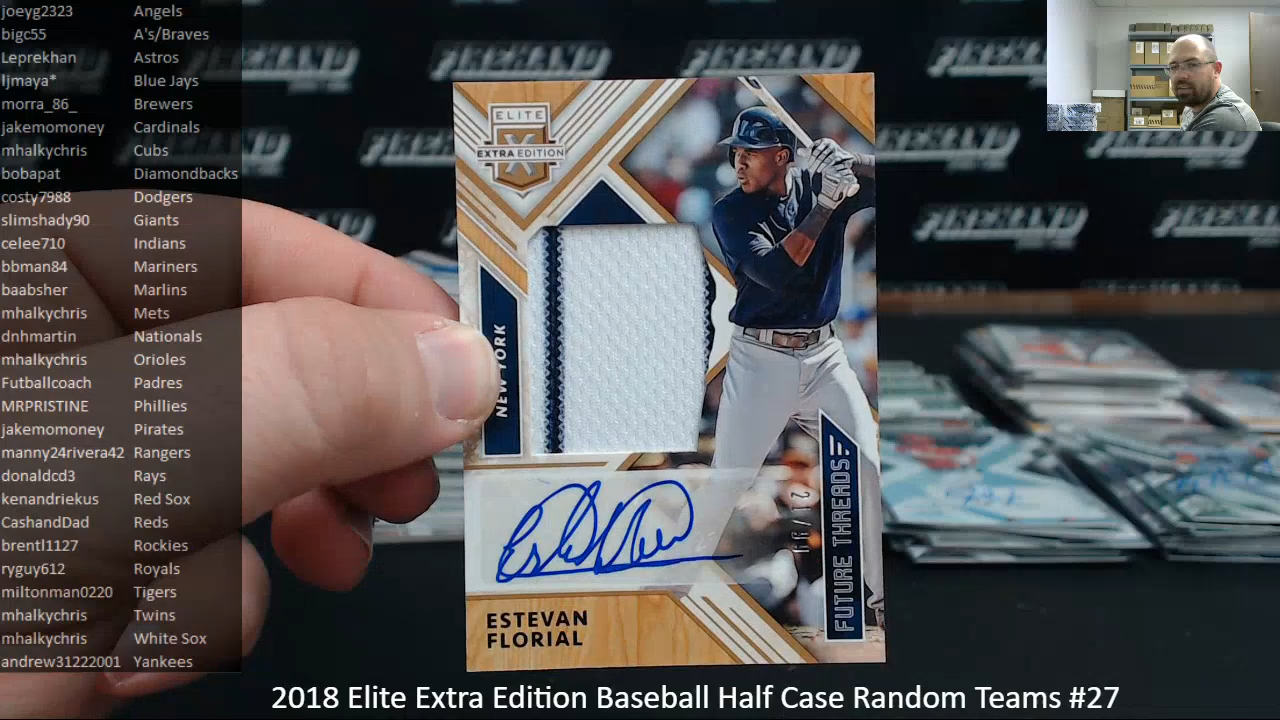 joeyg2323 Angels
bigc55 A's/Braves
Leprekhan Astros
ljmaya* Blue Jays
morra_86_ Brewers
jakemomoney Cardinals
mhalkychris Cubs
bobapat Diamondbacks
costy7988 Dodgers
slimshady90 Giants
celee710 Indians
bbman84 Mariners
baabsher Marlins
mhalkychris Mets
dnhmartin Nationals
mhalkychris Orioles
Futballcoach Padres
MRPRISTINE Phillies
jakemomoney Pirates
manny24rivera42 Rangers
donaldcd3 Rays
kenandriekus Red Sox
CashandDad Reds
brentl1127 Rockies
ryguy612 Royals
miltonman0220 Tigers
mhalkychris Twins
mhalkychris White Sox
andrew31222001 Yankees
FIREHAND
ELITE
EXTRA EDITION
X
NEW YORK
FUTURE THREADS
ESTEVAN
FLORIAL
2018 Elite Extra Edition Baseball Half Case Random Teams #27